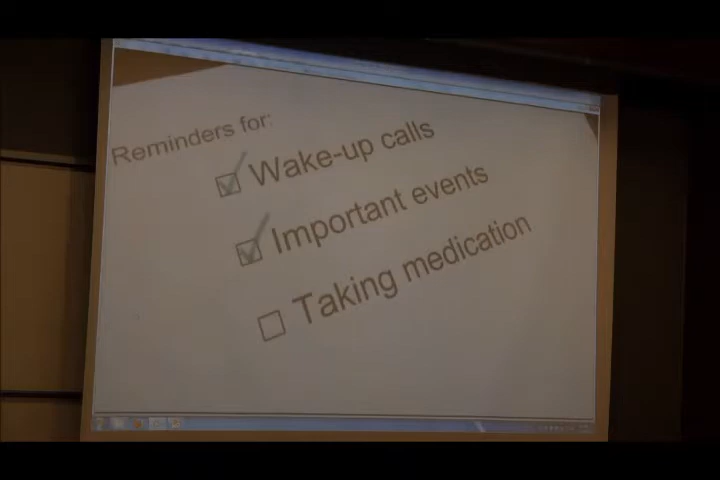 Reminders for:
Wake-up calls
Important events
Taking medication